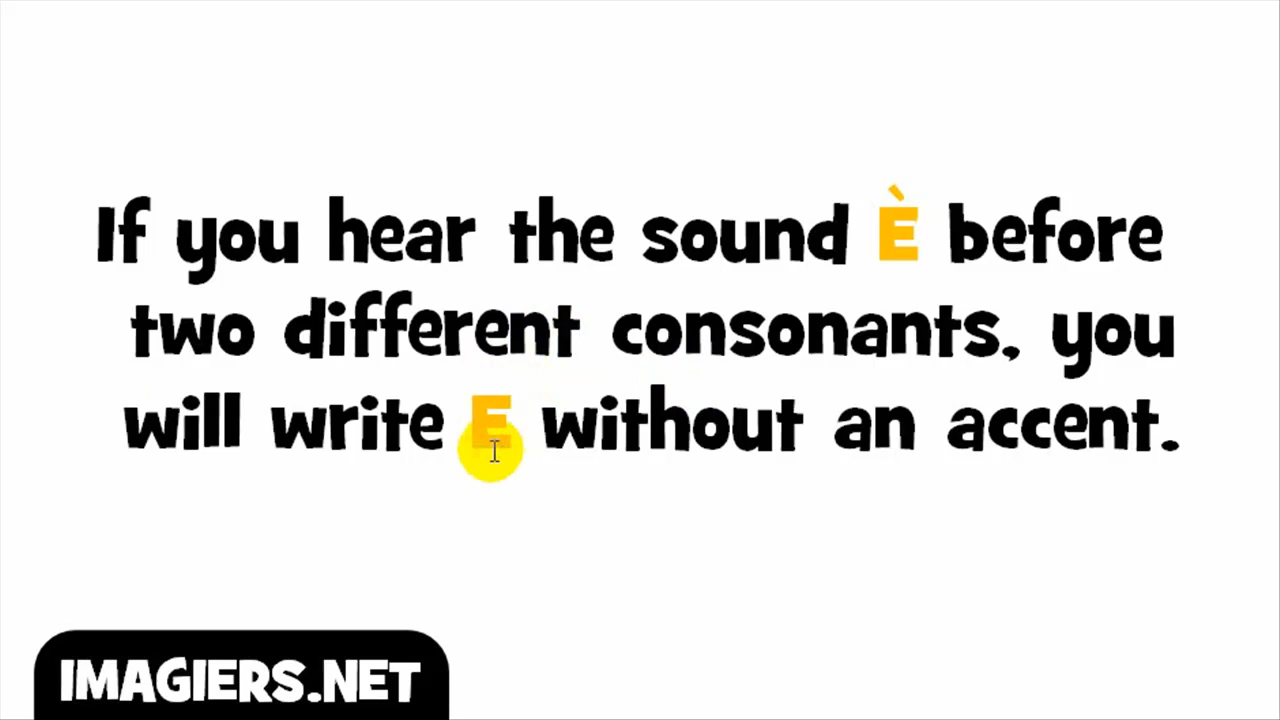 If you hear the sound È before
two different consonants, you
will write E without an accent.
IMAGIERS.NET